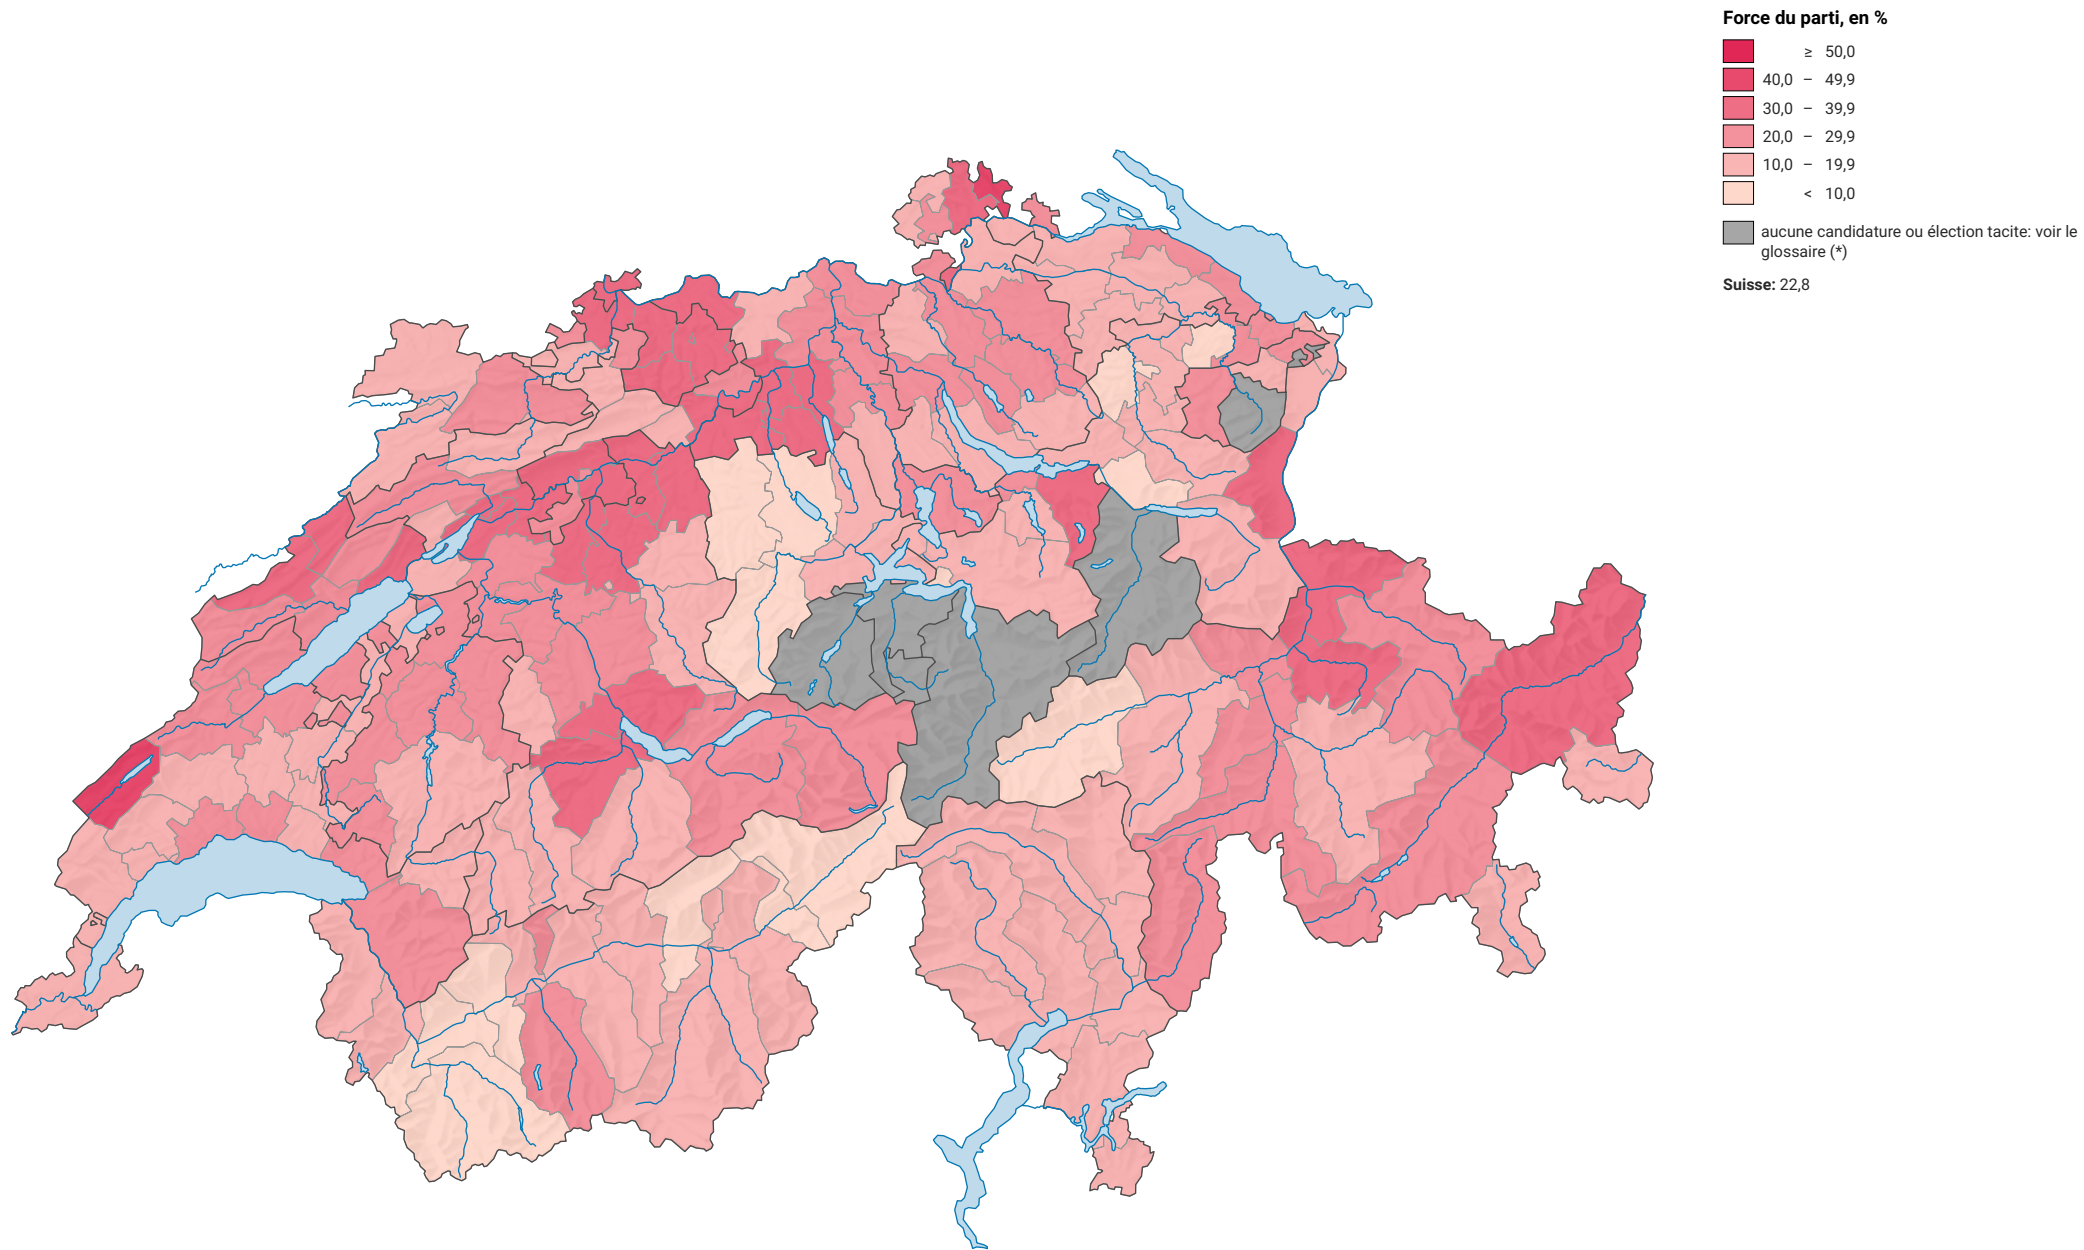 Force du parti, en %
≥ 50,0
40,0 – 49,9
30,0 – 39,9
20,0 – 29,9
10,0 – 19,9
< 10,0
aucune candidature ou élection tacite: voir le
glossaire (*)
Suisse: 22,8